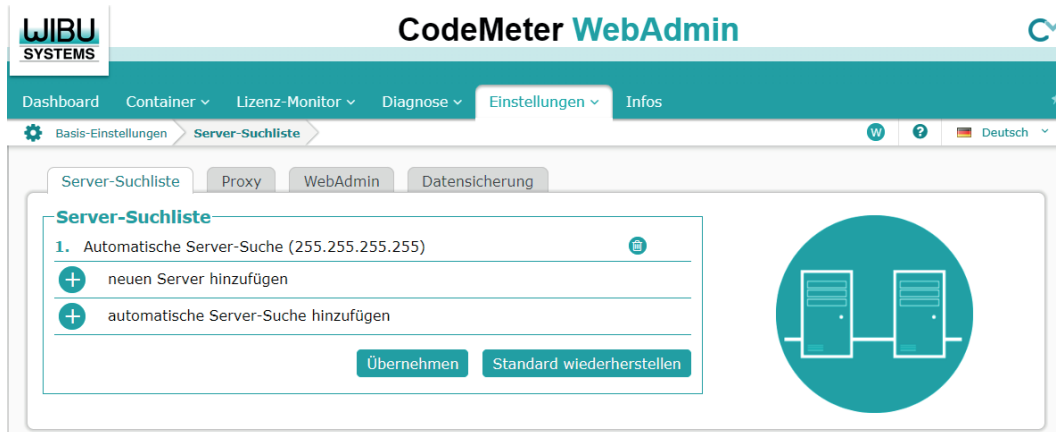 WIBU
SYSTEMS
CodeMeter WebAdmin
Dashboard Container Lizenz-Monitor Diagnose Einstellungen Infos
Basis-Einstellungen Server-Suchliste W ? Deutsch
Server-Suchliste Proxy WebAdmin Datensicherung
Server-Suchliste
1. Automatische Server-Suche (255.255.255.255)
neuen Server hinzufügen
automatische Server-Suche hinzufügen
Übernehmen Standard wiederherstellen